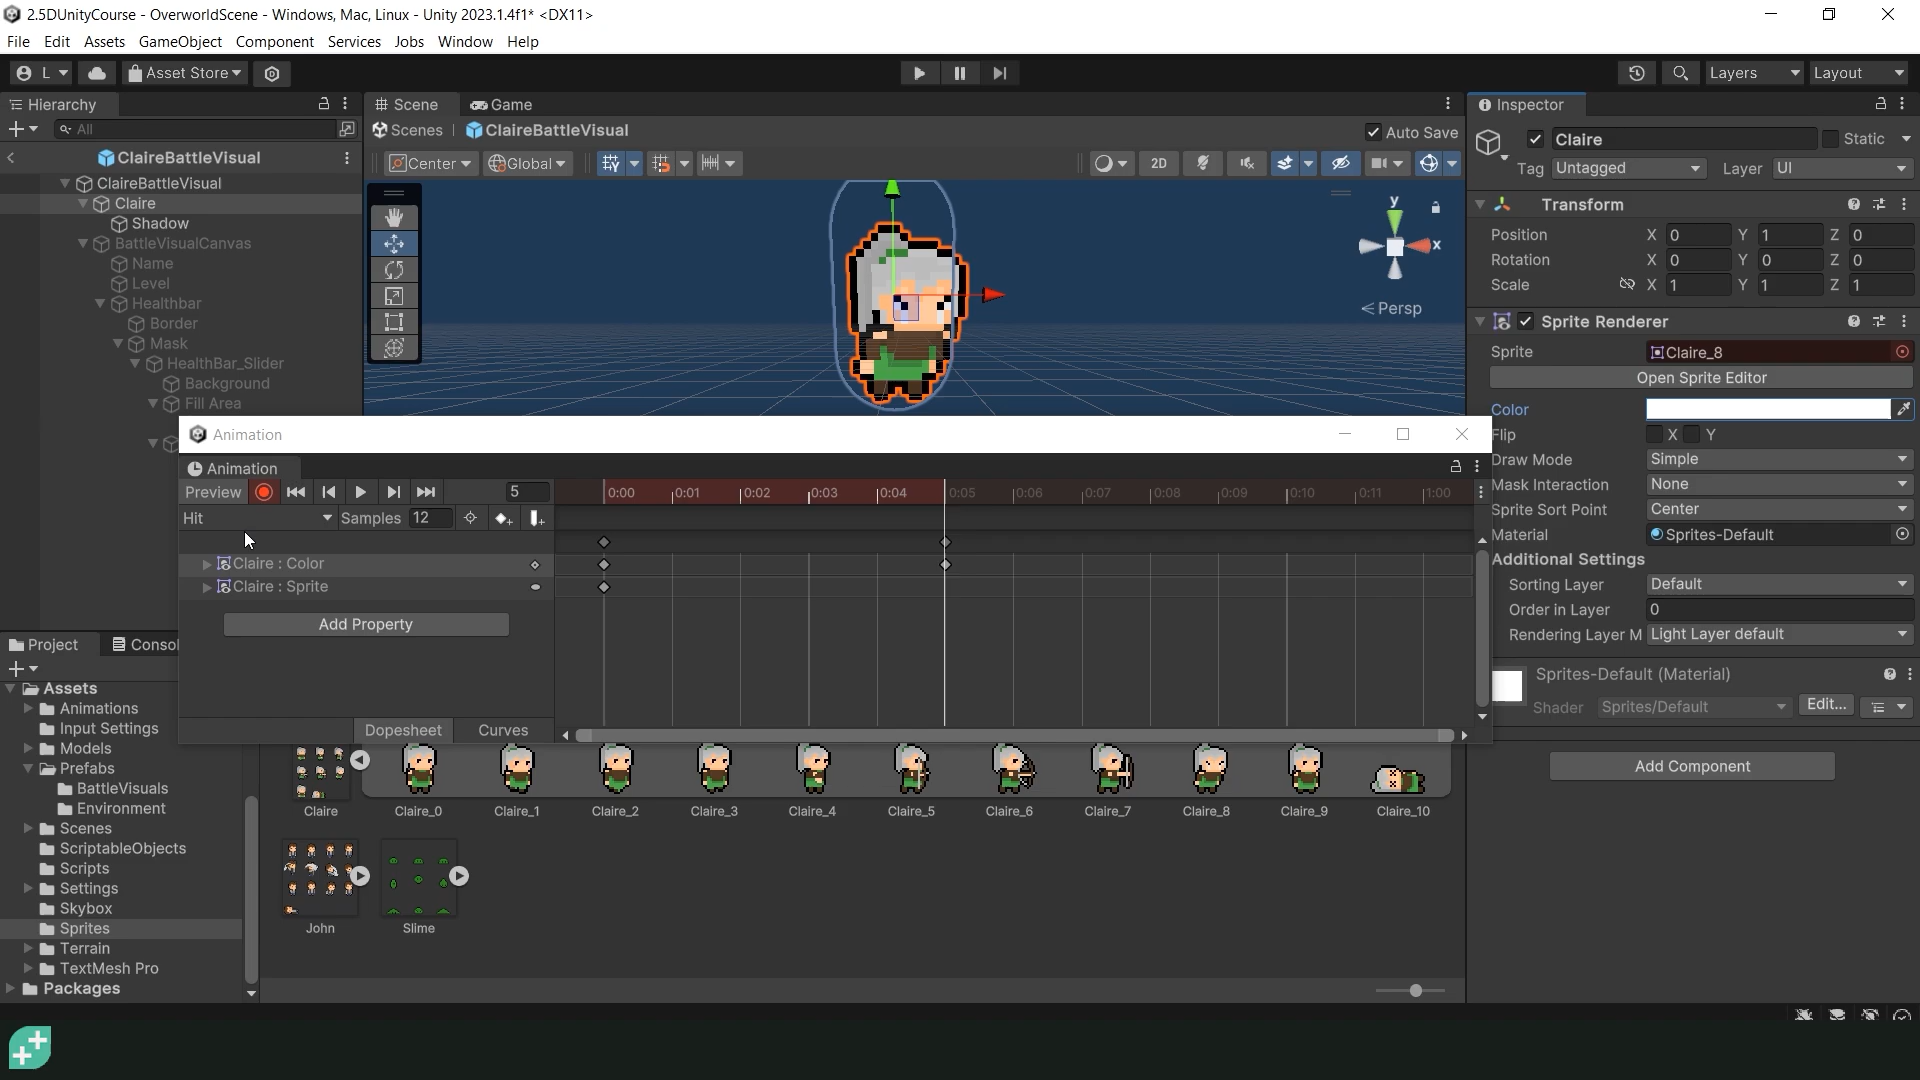 2.5DUnityCourse - OverworldScene - Windows, Mac, Linux - Unity 2023.1.4f1* <DX11>
File Edit Assets GameObject Component Services Jobs Window Help
L Asset Store Layers Layout
Hierarchy
All
ClaireBattleVisual
ClaireBattleVisual
Claire
Shadow
BattleVisualCanvas
Name
Level
Healthbar
Border
Mask
HealthBar_Slider
Background
Fill Area
Scene Game
Scenes ClaireBattleVisual Auto Save
Center Global 2D
y
x
Persp
Inspector
Claire Static
Tag Untagged Layer UI
Transform
Position X 0 Y 1 Z 0
Rotation X 0 Y 0 Z 0
Scale X 1 Y 1 Z 1
Sprite Renderer
Sprite Claire_8
Open Sprite Editor
Color
Flip X Y
Draw Mode Simple
Mask Interaction None
Sprite Sort Point Center
Material Sprites-Default
Additional Settings
Sorting Layer Default
Order in Layer 0
Rendering Layer M Light Layer default
Sprites-Default (Material)
Shader Sprites/Default Edit...
Add Component
Animation
Animation
Preview 5 0:00 0:01 0:02 0:03 0:04 0:05 0:06 0:07 0:08 0:09 0:10 0:11 1:00
Hit Samples 12
Claire : Color
Claire : Sprite
Add Property
Dopesheet Curves
Project Consol
Assets
Animations
Input Settings
Models
Prefabs
BattleVisuals
Environment
Scenes
ScriptableObjects
Scripts
Settings
Skybox
Sprites
Terrain
TextMesh Pro
Packages
Claire Claire_0 Claire_1 Claire_2 Claire_3 Claire_4 Claire_5 Claire_6 Claire_7 Claire_8 Claire_9 Claire_10
John Slime